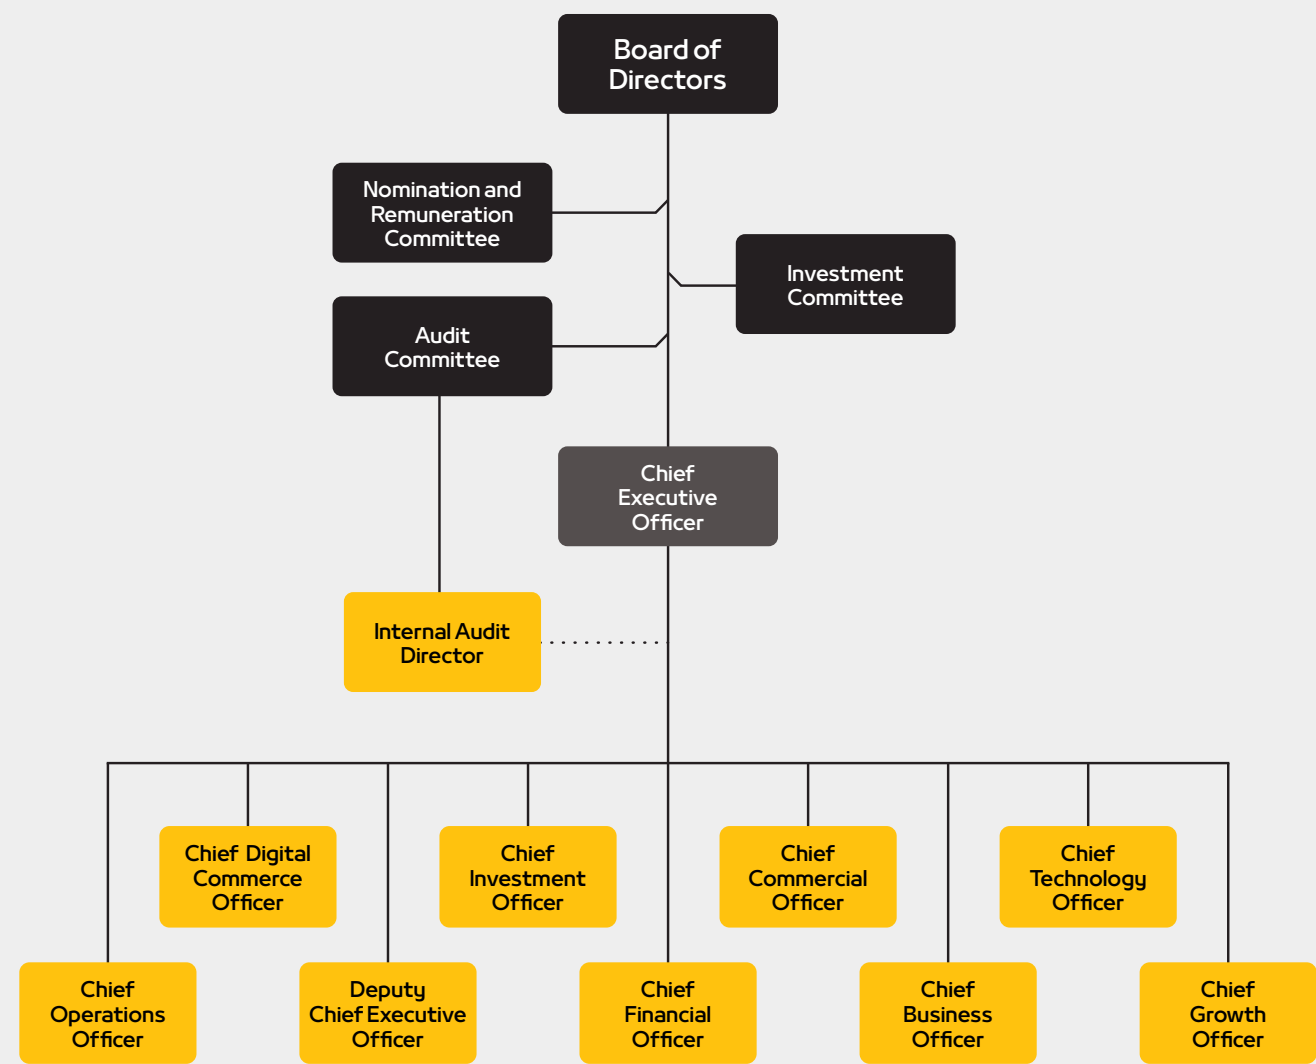 Board of
Directors
Nomination and
Remuneration
Committee
Investment
Committee
Audit
Committee
Chief
Executive
Officer
Internal Audit
Director
Chief Digital
Commerce
Officer
Chief
Investment
Officer
Chief
Commercial
Officer
Chief
Technology
Officer
Chief
Operations
Officer
Deputy
Chief Executive
Officer
Chief
Financial
Officer
Chief
Business
Officer
Chief
Growth
Officer